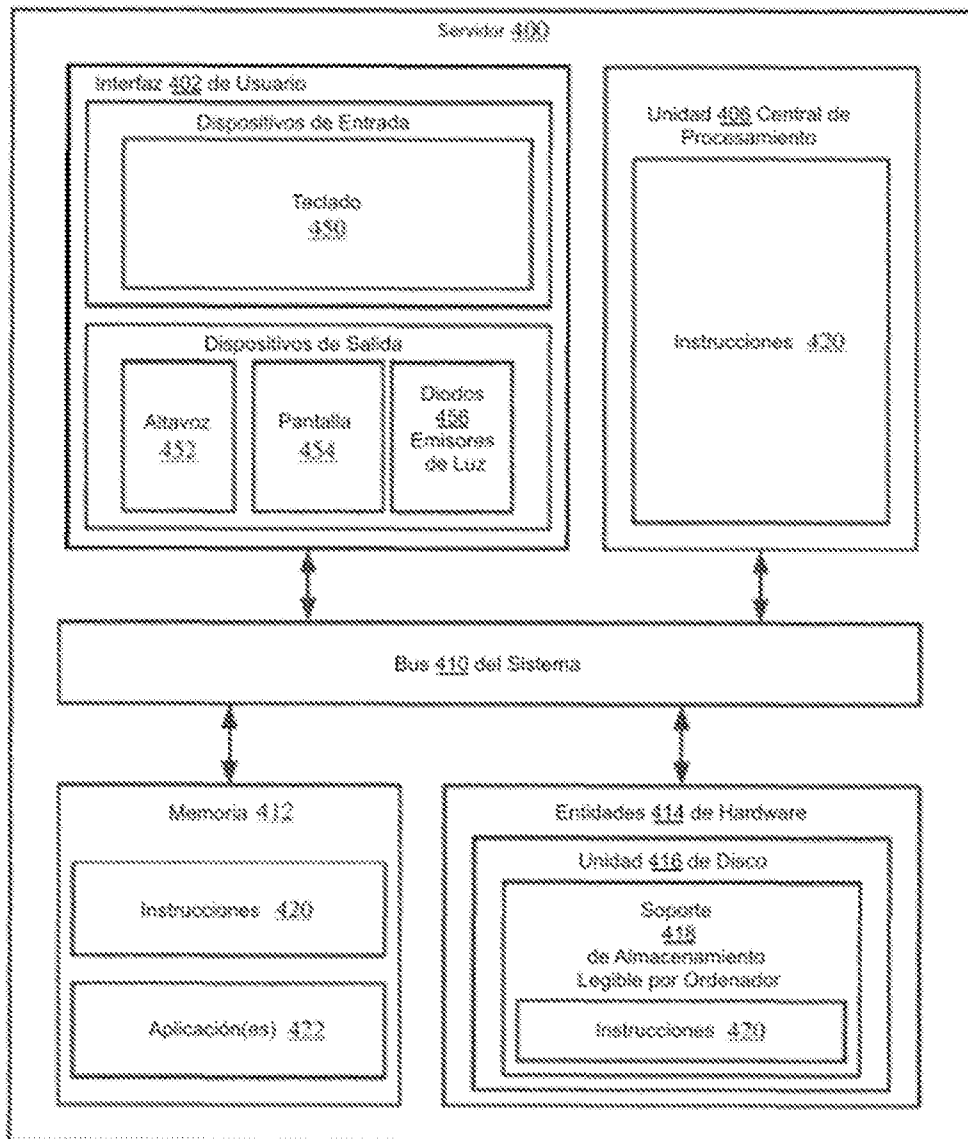 Servidor 400
Interfaz 402 de Usuario
Dispositivos de Entrada
Teclado
450
Dispositivos de Salida
Altavoz
452
Pantalla
454
Diodos
456
Emisores
de Luz
Unidad 406 Central de
Procesamiento
Instrucciones 420
Bus 410 del Sistema
Memoria 412
Instrucciones 420
Aplicación(es) 422
Entidades 414 de Hardware
Unidad 416 de Disco
Soporte
418
de Almacenamiento
Legible por Ordenador
Instrucciones 420